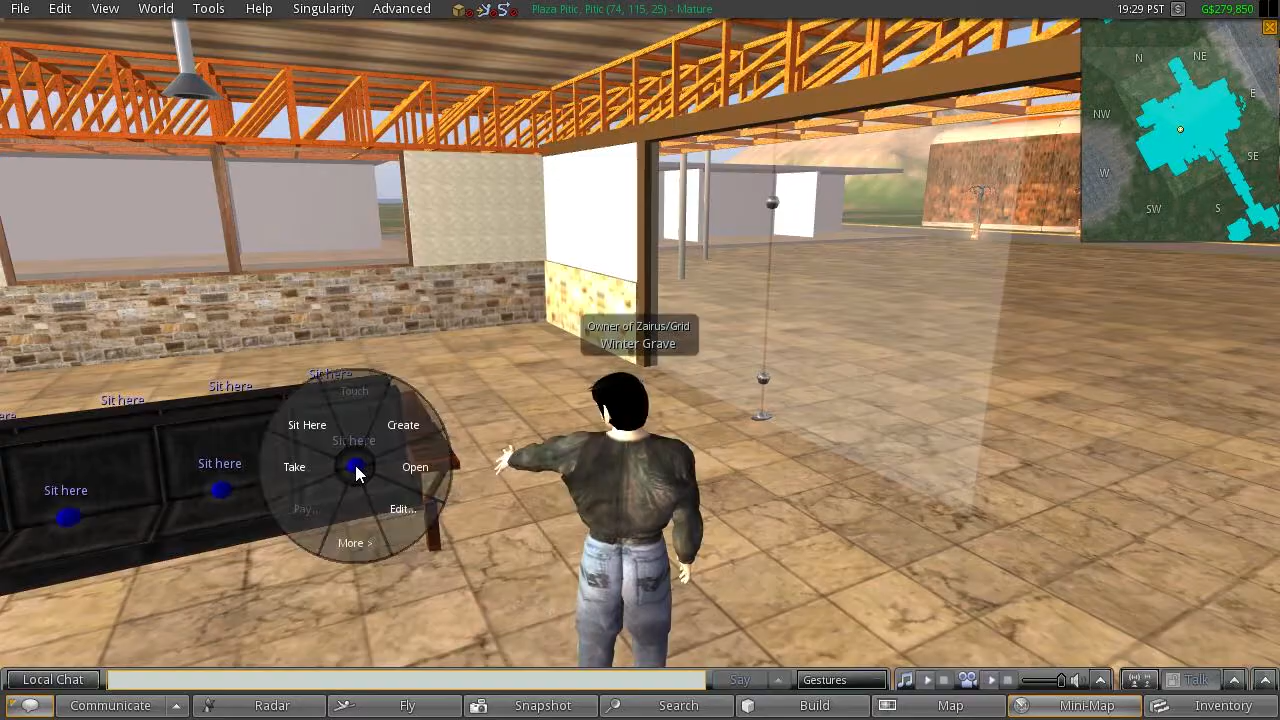 File Edit View World Tools Help Singularity Advanced Plaza Pitic, Pitic (74, 115, 25) - Mature 19:29 PST $ G$279,850
N NE
E
NW
SE
W
SW S
Owner of Zairus/Grid
Winter Grave
Sit here
Sit here
Sit here
Touch
Sit Here Create
Sit here
Take Open
Sit here
Sit here
Pay... Edit...
More >
Local Chat Say Gestures Talk
Communicate Radar Fly Snapshot Search Build Map Mini-Map Inventory